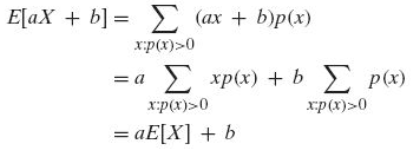 E[aX + b] = ∑_{x:p(x)>0} (ax + b)p(x)
= a ∑_{x:p(x)>0} xp(x) + b ∑_{x:p(x)>0} p(x)
= aE[X] + b